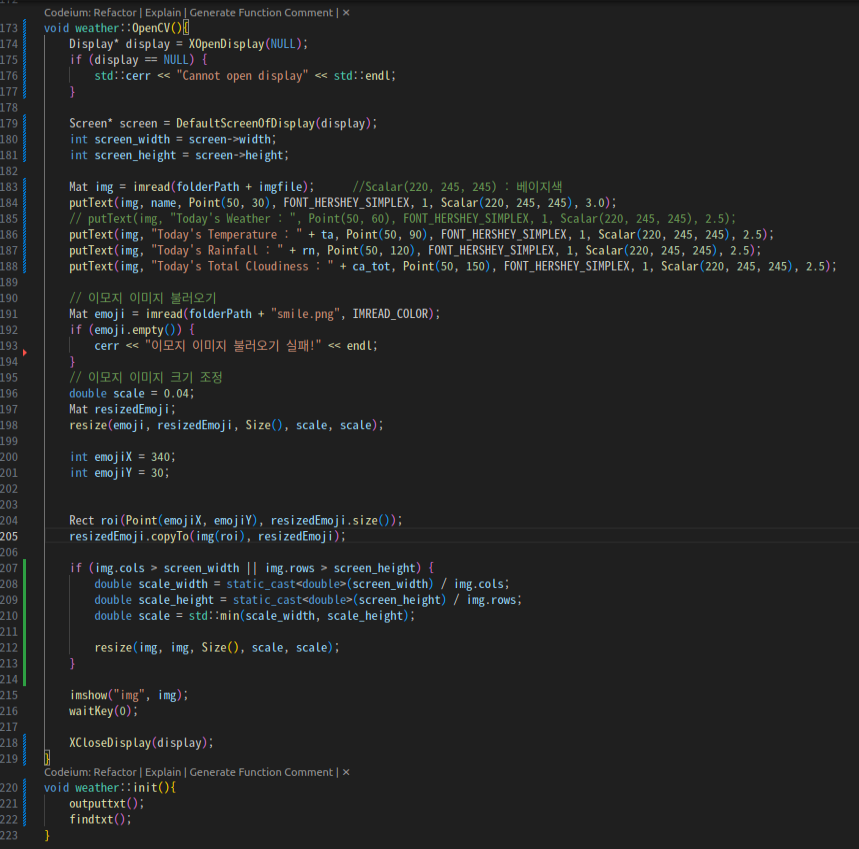 172
Codeium: Refactor | Explain | Generate Function Comment | ✕
173 void weather::OpenCV(){
174     Display* display = XOpenDisplay(NULL);
175     if (display == NULL) {
176         std::cerr << "Cannot open display" << std::endl;
177     }
178
179     Screen* screen = DefaultScreenOfDisplay(display);
180     int screen_width = screen->width;
181     int screen_height = screen->height;
182
183     Mat img = imread(folderPath + imgfile);     //Scalar(220, 245, 245) : 베이지색
184     putText(img, name, Point(50, 30), FONT_HERSHEY_SIMPLEX, 1, Scalar(220, 245, 245), 3.0);
185     // putText(img, "Today's Weather : ", Point(50, 60), FONT_HERSHEY_SIMPLEX, 1, Scalar(220, 245, 245), 2.5);
186     putText(img, "Today's Temperature : " + ta, Point(50, 90), FONT_HERSHEY_SIMPLEX, 1, Scalar(220, 245, 245), 2.5);
187     putText(img, "Today's Rainfall : " + rn, Point(50, 120), FONT_HERSHEY_SIMPLEX, 1, Scalar(220, 245, 245), 2.5);
188     putText(img, "Today's Total Cloudiness : " + ca_tot, Point(50, 150), FONT_HERSHEY_SIMPLEX, 1, Scalar(220, 245, 245), 2.5);
189
190     // 이모지 이미지 불러오기
191     Mat emoji = imread(folderPath + "smile.png", IMREAD_COLOR);
192     if (emoji.empty()) {
193         cerr << "이모지 이미지 불러오기 실패!" << endl;
194     }
195     // 이모지 이미지 크기 조정
196     double scale = 0.04;
197     Mat resizedEmoji;
198     resize(emoji, resizedEmoji, Size(), scale, scale);
199
200     int emojiX = 340;
201     int emojiY = 30;
202
203
204     Rect roi(Point(emojiX, emojiY), resizedEmoji.size());
205     resizedEmoji.copyTo(img(roi), resizedEmoji);
206
207     if (img.cols > screen_width || img.rows > screen_height) {
208         double scale_width = static_cast<double>(screen_width) / img.cols;
209         double scale_height = static_cast<double>(screen_height) / img.rows;
210         double scale = std::min(scale_width, scale_height);
211
212         resize(img, img, Size(), scale, scale);
213     }
214
215     imshow("img", img);
216     waitKey(0);
217
218     XCloseDisplay(display);
219 }
Codeium: Refactor | Explain | Generate Function Comment | ✕
220 void weather::init(){
221     outputtxt();
222     findtxt();
223 }